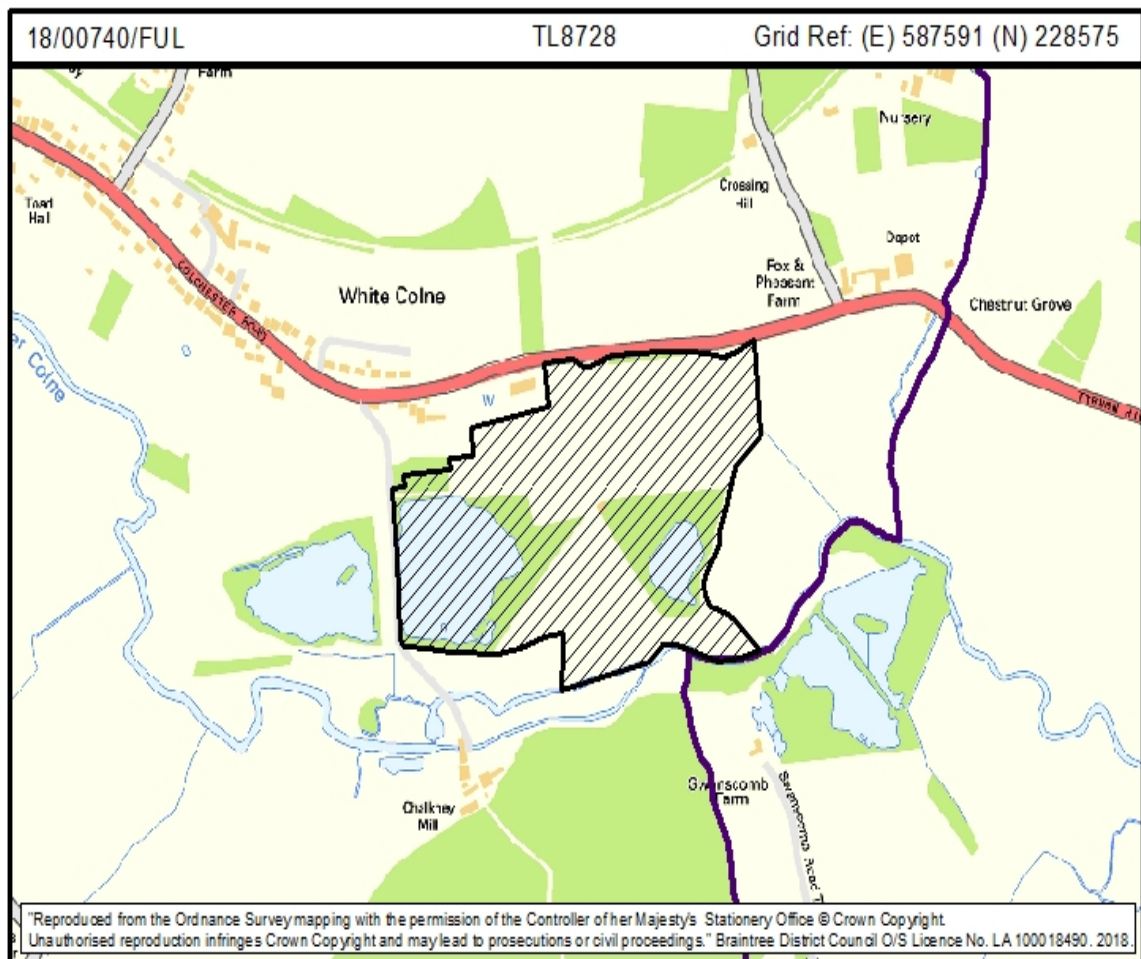 18/00740/FUL TL8728 Grid Ref: (E) 587591 (N) 228575
Farm
Nursery
Toad
Hall
Crossing
Hill
Depot
Fox &
Pheasant
Farm
Chestnut Grove
COLCHESTER ROAD
White Colne
Colne
W
Chalkney
Mill
Farm
"Reproduced from the Ordnance Survey mapping with the permission of the Controller of her Majesty's Stationery Office © Crown Copyright.
Unauthorised reproduction infringes Crown Copyright and may lead to prosecutions or civil proceedings." Braintree District Council O/S Licence No. LA 100018490. 2018.